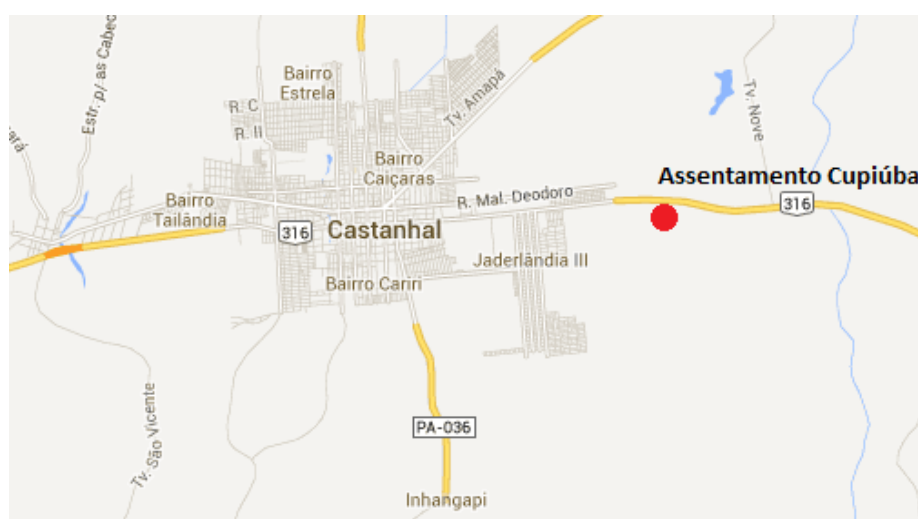 Estr. p/ as Cabec
Bairro
Estrela
R. C
R. II
Tv. Amapá
Tv. Nove
Bairro
Caiçaras
Assentamento Cupiúba
Bairro
Tailândia
R. Mal. Deodoro
316
316
Castanhal
Jaderlândia III
Bairro Cariri
PA-036
Tv. São Vicente
Inhangapi